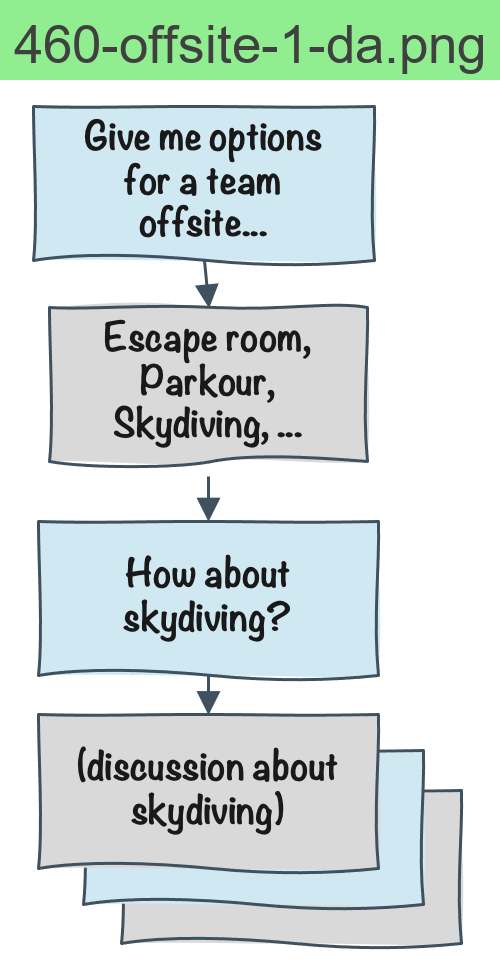 460-offsite-1-da.png
Give me options
for a team
offsite...
Escape room,
Parkour,
Skydiving, ...
How about
skydiving?
(discussion about
skydiving)